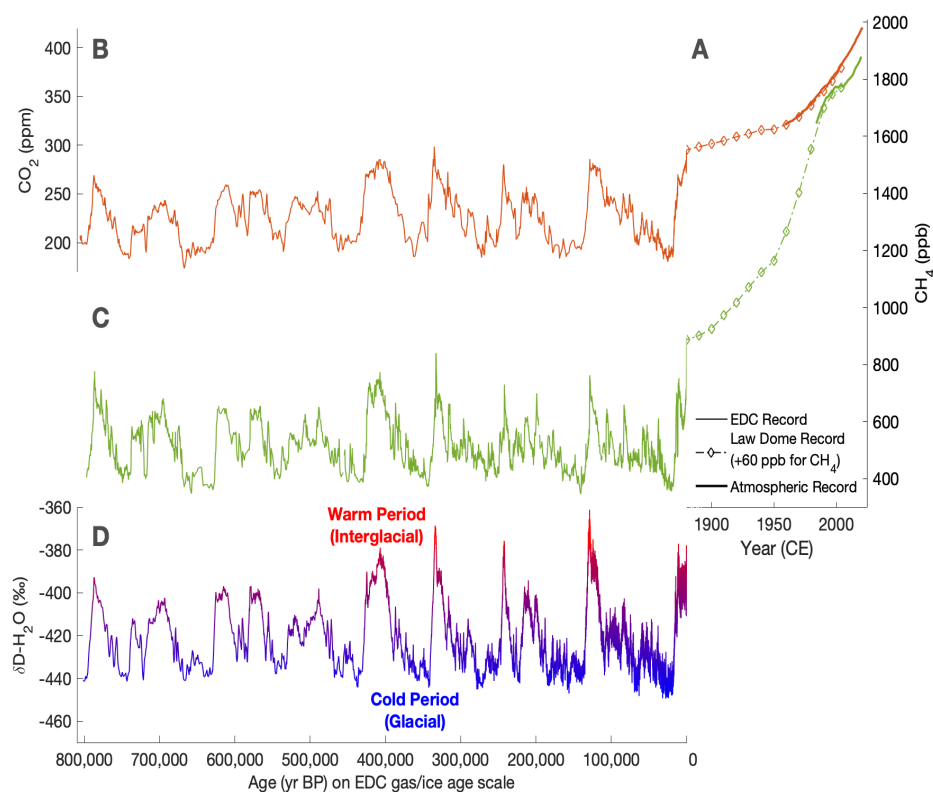 B
A
400
350
300
250
200
CO2 (ppm)
2000
1800
1600
1400
1200
1000
800
600
400
CH4 (ppb)
C
EDC Record
Law Dome Record
(+60 ppb for CH4)
Atmospheric Record
1900
1950
2000
Year (CE)
D
Warm Period
(Interglacial)
Cold Period
(Glacial)
-360
-380
-400
-420
-440
-460
δD-H2O (‰)
800,000
700,000
600,000
500,000
400,000
300,000
200,000
100,000
0
Age (yr BP) on EDC gas/ice age scale